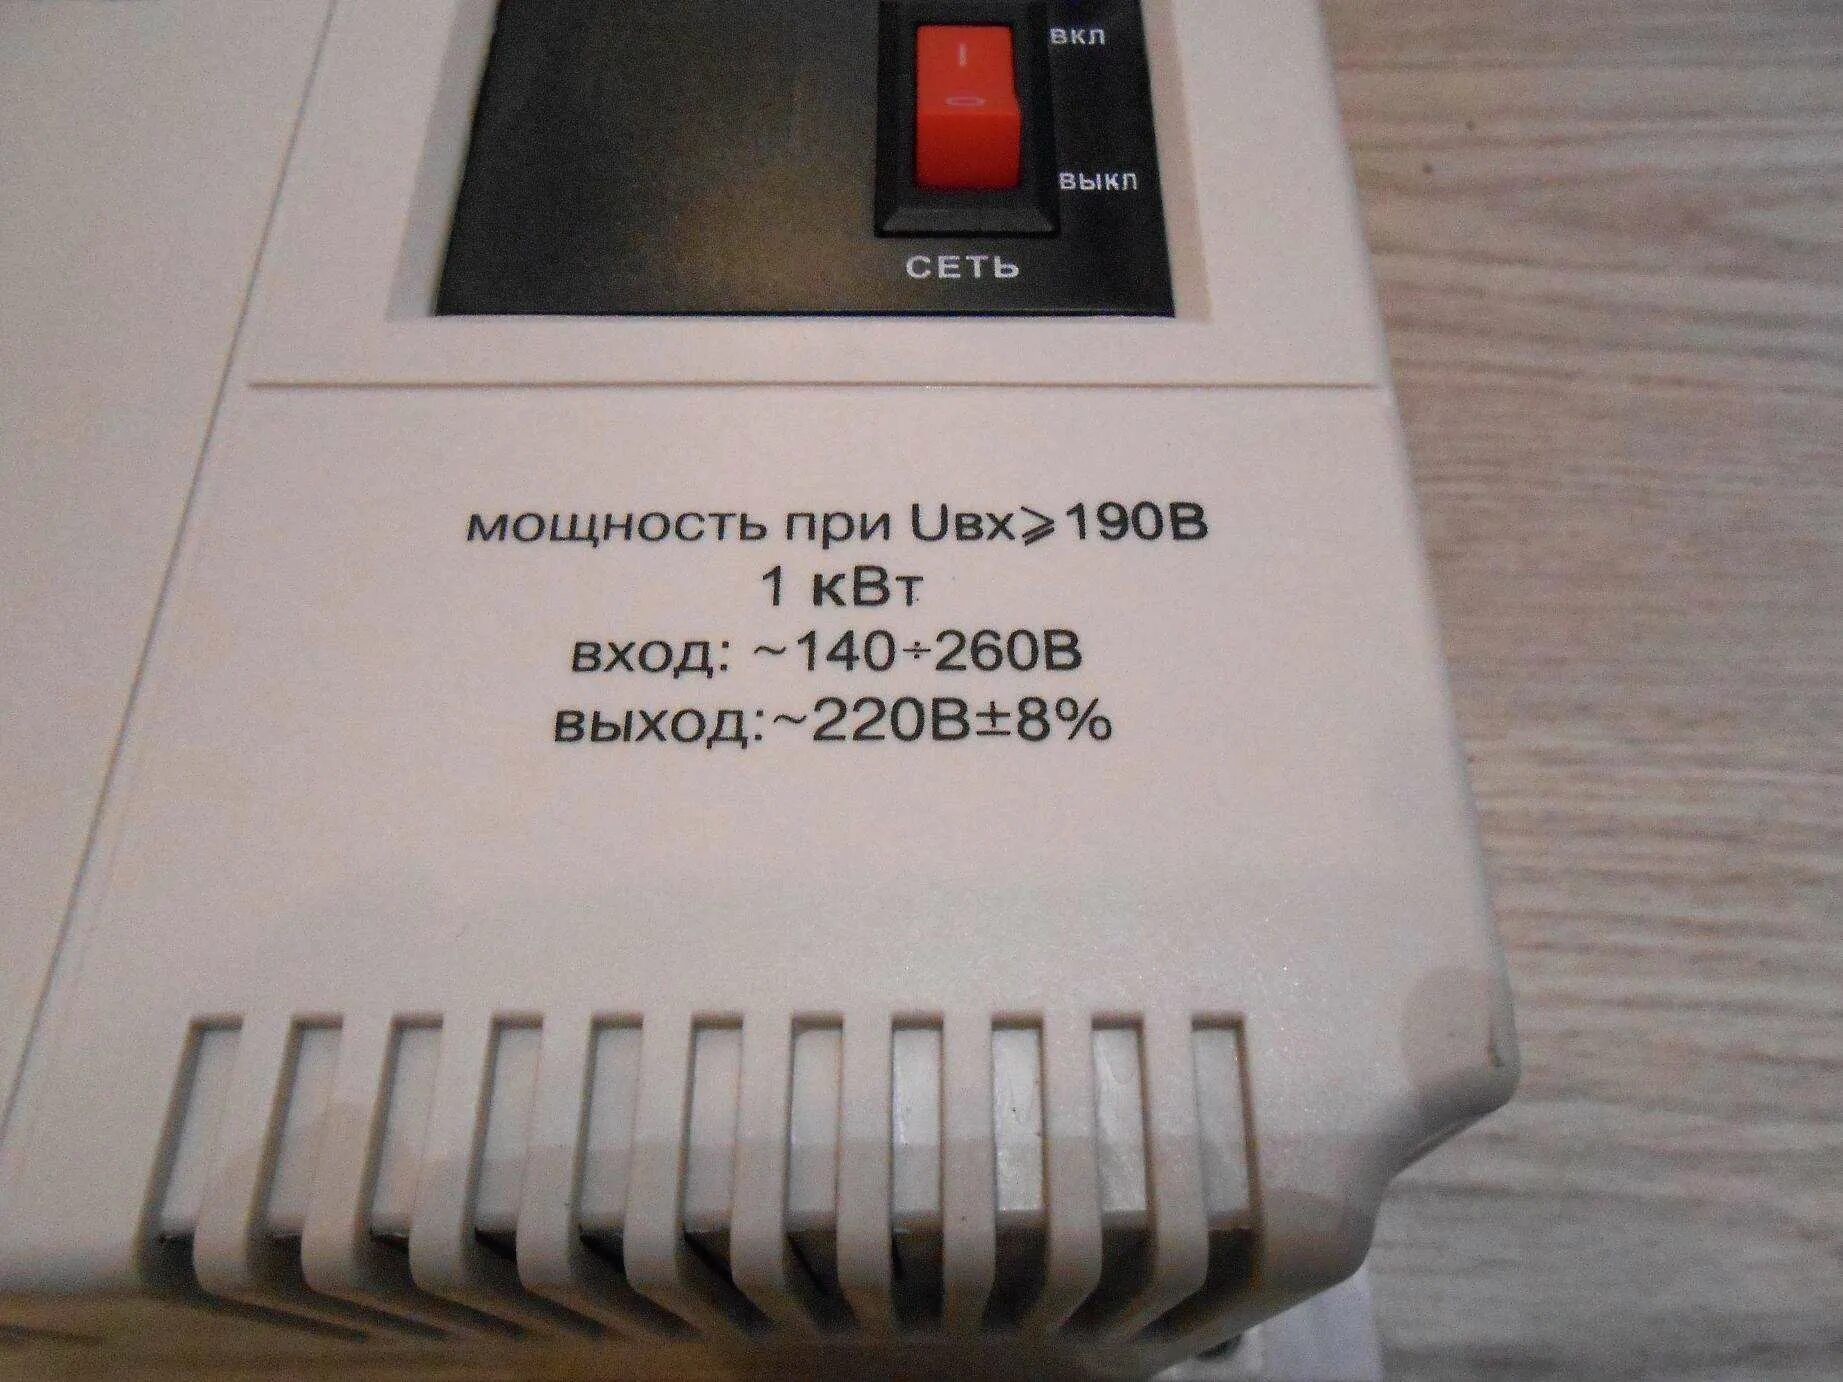 ВКЛ
ВЫКЛ
СЕТЬ
мощность при Uвх⩾190В
1 кВт
вход: ~140÷260В
выход:~220В±8%